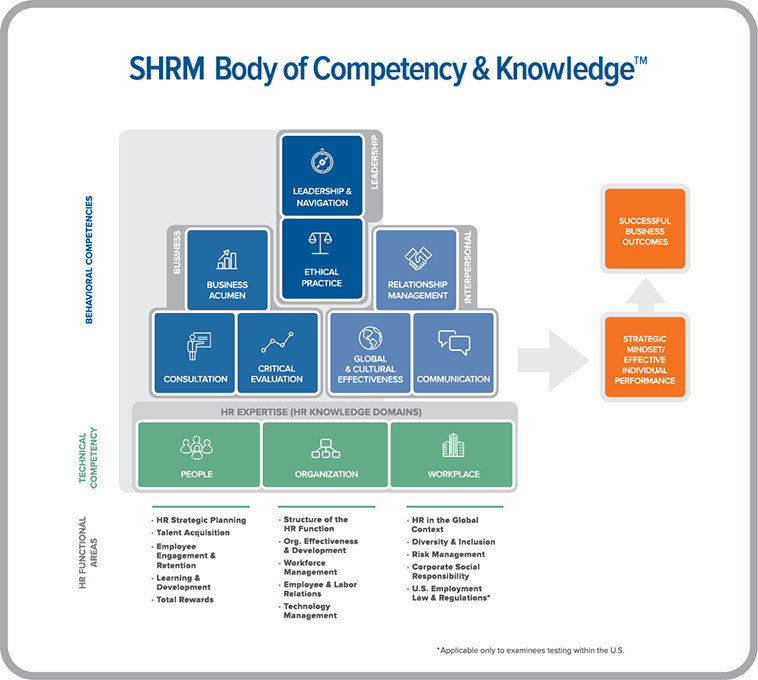 SHRM Body of Competency & Knowledge™
BEHAVIORAL COMPETENCIES
LEADERSHIP
LEADERSHIP &
NAVIGATION
ETHICAL
PRACTICE
BUSINESS
BUSINESS
ACUMEN
CONSULTATION
CRITICAL
EVALUATION
INTERPERSONAL
RELATIONSHIP
MANAGEMENT
GLOBAL
& CULTURAL
EFFECTIVENESS
COMMUNICATION
SUCCESSFUL
BUSINESS
OUTCOMES
STRATEGIC
MINDSET/
EFFECTIVE
INDIVIDUAL
PERFORMANCE
TECHNICAL
COMPETENCY
HR EXPERTISE (HR KNOWLEDGE DOMAINS)
PEOPLE
ORGANIZATION
WORKPLACE
HR FUNCTIONAL
AREAS
• HR Strategic Planning
• Talent Acquisition
• Employee
Engagement &
Retention
• Learning &
Development
• Total Rewards
• Structure of the
HR Function
• Org. Effectiveness
& Development
• Workforce
Management
• Employee & Labor
Relations
• Technology
Management
• HR in the Global
Context
• Diversity & Inclusion
• Risk Management
• Corporate Social
Responsibility
• U.S. Employment
Law & Regulations*
*Applicable only to examinees testing within the U.S.